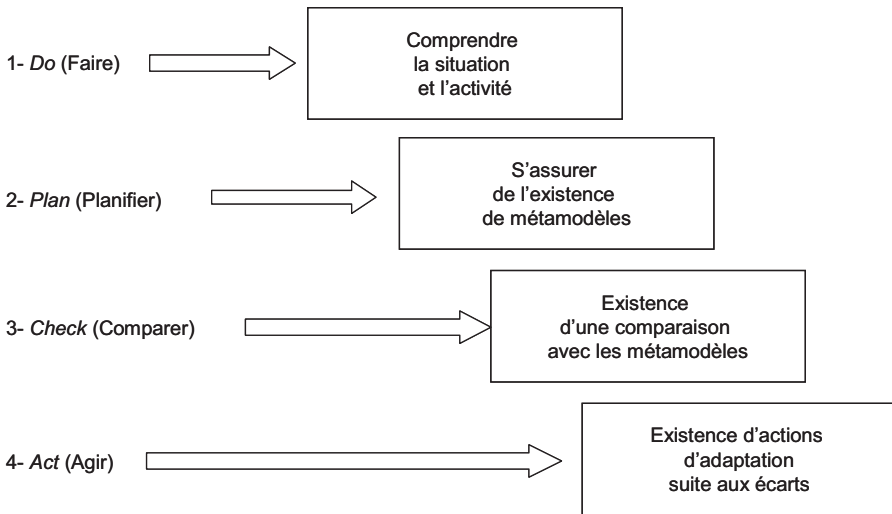 1- Do (Faire)
Comprendre
la situation
et l’activité
2- Plan (Planifier)
S’assurer
de l’existence
de métamodèles
3- Check (Comparer)
Existence
d’une comparaison
avec les métamodèles
4- Act (Agir)
Existence d’actions
d’adaptation
suite aux écarts